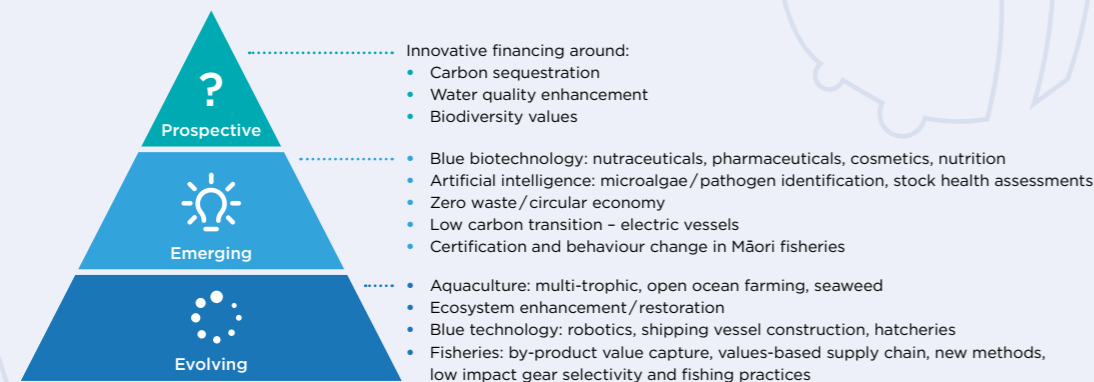 Innovative financing around:
• Carbon sequestration
• Water quality enhancement
• Biodiversity values
?
Prospective
• Blue biotechnology: nutraceuticals, pharmaceuticals, cosmetics, nutrition
• Artificial intelligence: microalgae / pathogen identification, stock health assessments
• Zero waste / circular economy
• Low carbon transition – electric vessels
• Certification and behaviour change in Māori fisheries
Emerging
• Aquaculture: multi-trophic, open ocean farming, seaweed
• Ecosystem enhancement / restoration
• Blue technology: robotics, shipping vessel construction, hatcheries
• Fisheries: by-product value capture, values-based supply chain, new methods,
low impact gear selectivity and fishing practices
Evolving